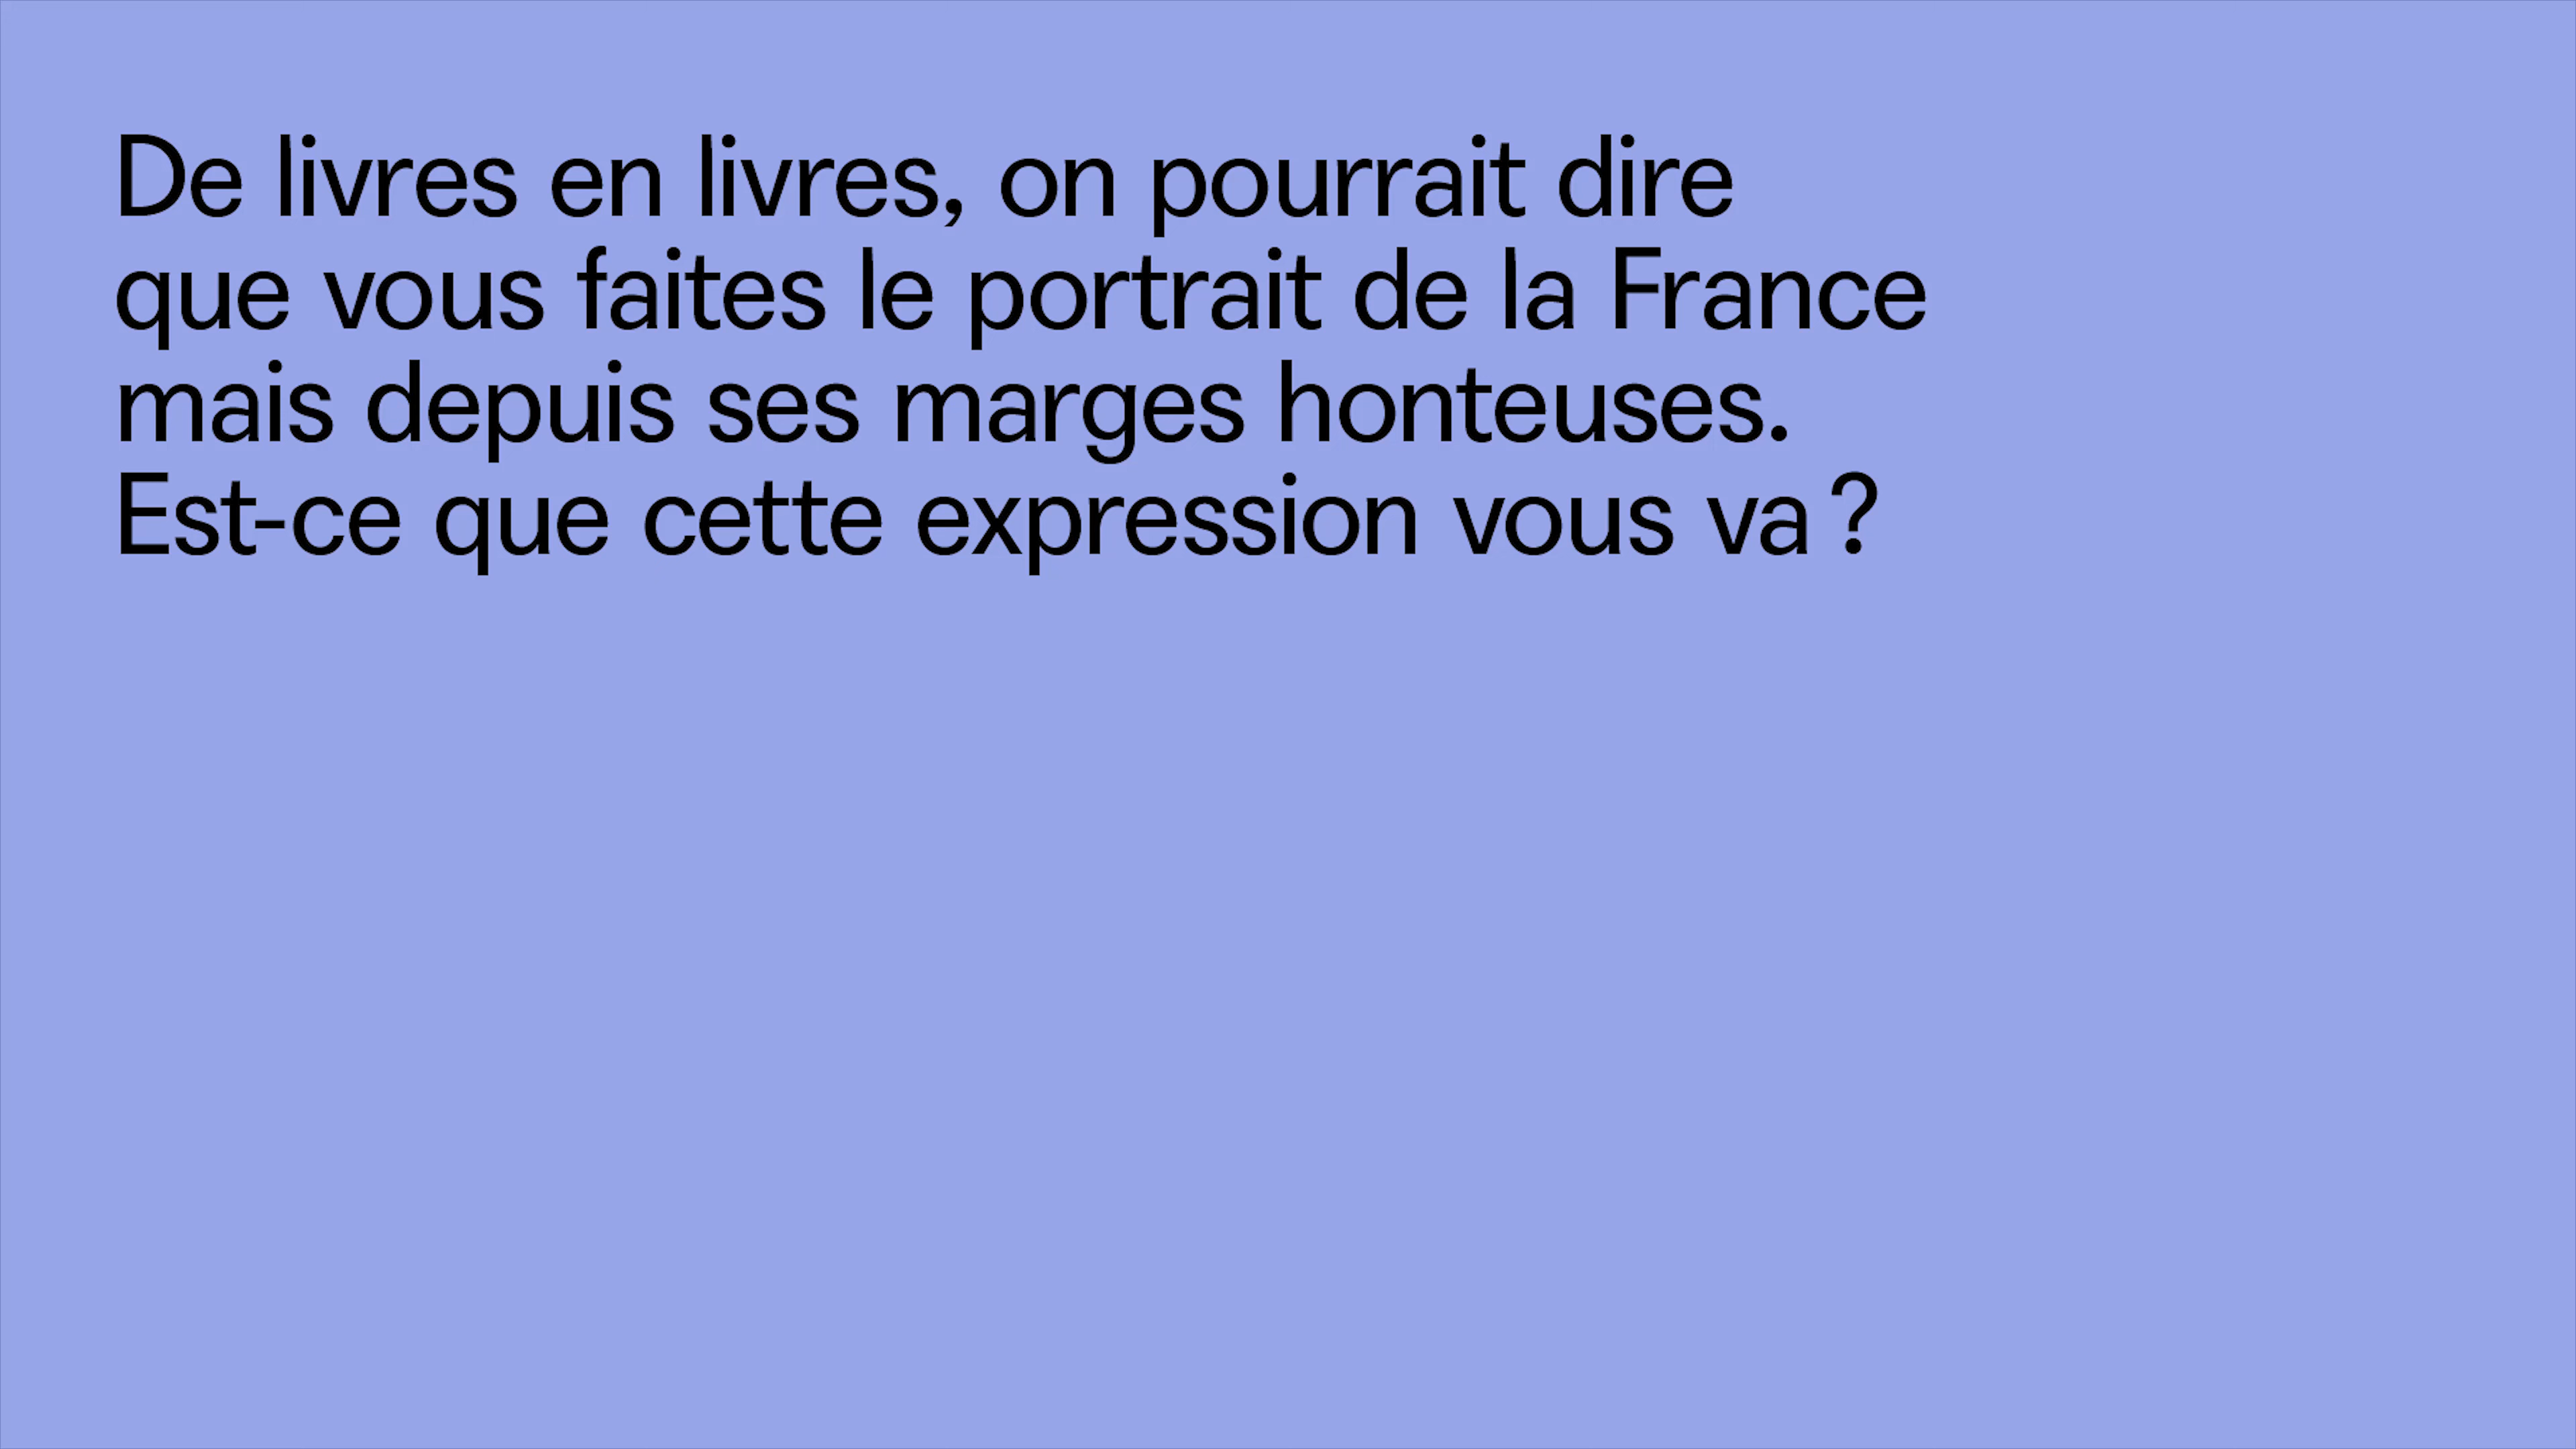 De livres en livres, on pourrait dire
que vous faites le portrait de la France
mais depuis ses marges honteuses.
Est-ce que cette expression vous va ?